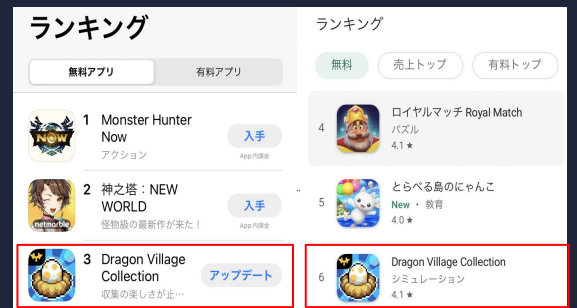 ランキング
無料アプリ
有料アプリ
NOW
1 Monster Hunter
Now
アクション
入手
App内課金
netmarble
2 神之塔：NEW
WORLD
怪物級の最新作が来た！
入手
App内課金
3 Dragon Village
Collection
収集の楽しさが止…
アップデート
ランキング
無料
売上トップ
有料トップ
4
ロイヤルマッチ Royal Match
パズル
4.1 ★
5
とらべる島のにゃんこ
New • 教育
4.0 ★
6
Dragon Village Collection
シミュレーション
4.1 ★